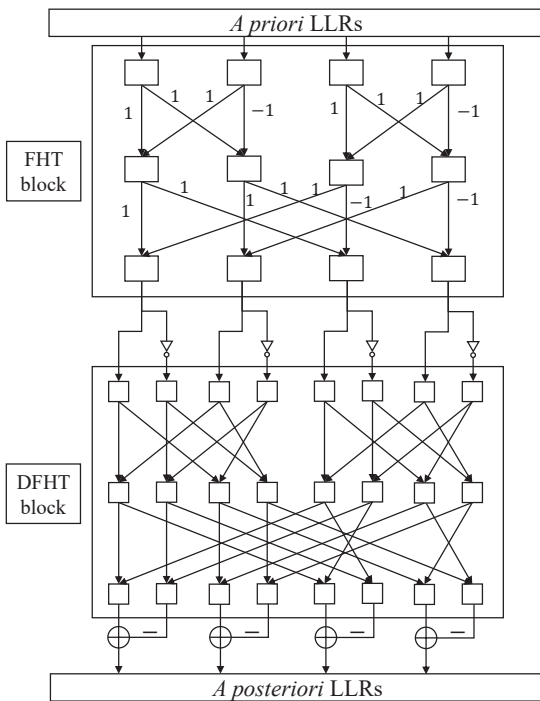 A priori LLRs
1 1 1 −1 1 1 1 −1
FHT
block
1 1 1 1 1 −1 1 −1
DFHT
block
− − − −
A posteriori LLRs